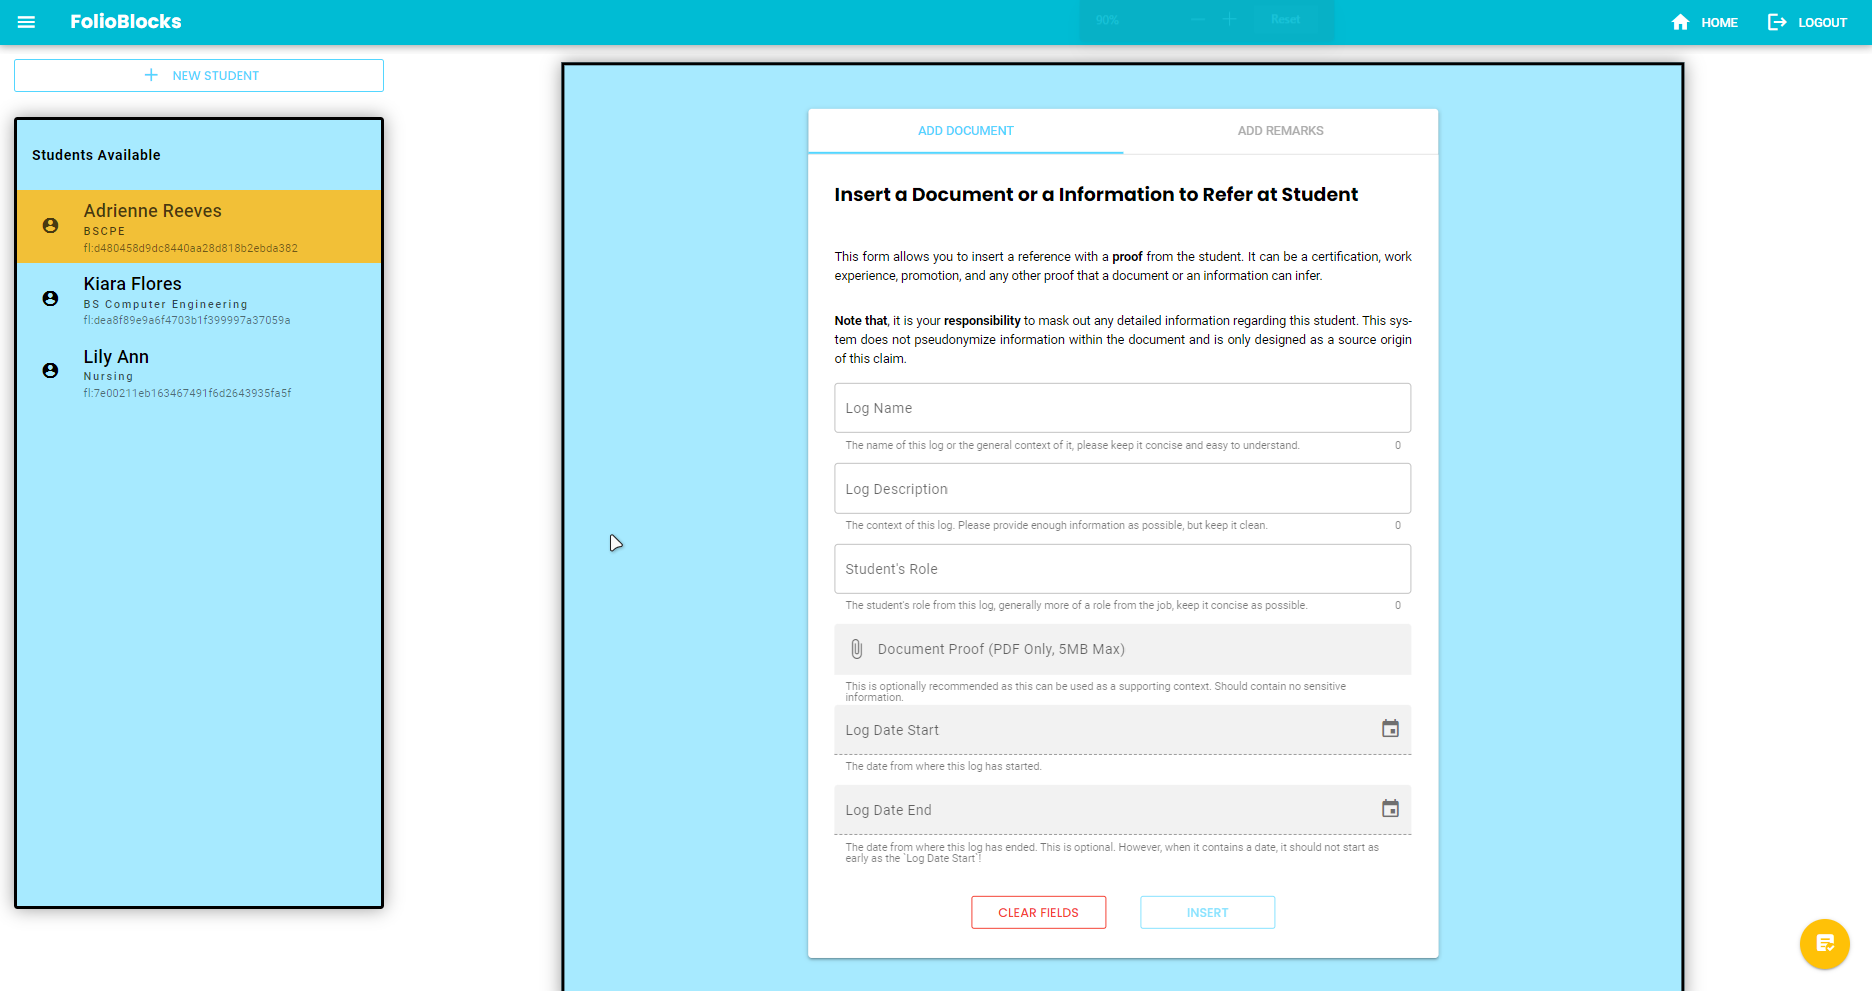 FolioBlocks
90%
Reset
HOME
LOGOUT
NEW STUDENT
Students Available
Adrienne Reeves
BSCPE
fl:d480458d9dc8440aa28d818b2ebda382
Kiara Flores
BS Computer Engineering
fl:dea8f89e9a6f4703b1f399997a37059a
Lily Ann
Nursing
fl:7e00211eb163467491f6d2643935fa5f
ADD DOCUMENT
ADD REMARKS
Insert a Document or a Information to Refer at Student
This form allows you to insert a reference with a proof from the student. It can be a certification, work
experience, promotion, and any other proof that a document or an information can infer.
Note that, it is your responsibility to mask out any detailed information regarding this student. This sys-
tem does not pseudonymize information within the document and is only designed as a source origin
of this claim.
Log Name
The name of this log or the general context of it, please keep it concise and easy to understand.
0
Log Description
The context of this log. Please provide enough information as possible, but keep it clean.
0
Student's Role
The student's role from this log, generally more of a role from the job, keep it concise as possible.
0
Document Proof (PDF Only, 5MB Max)
This is optionally recommended as this can be used as a supporting context. Should contain no sensitive
information.
Log Date Start
The date from where this log has started.
Log Date End
The date from where this log has ended. This is optional. However, when it contains a date, it should not start as
early as the `Log Date Start`!
CLEAR FIELDS
INSERT